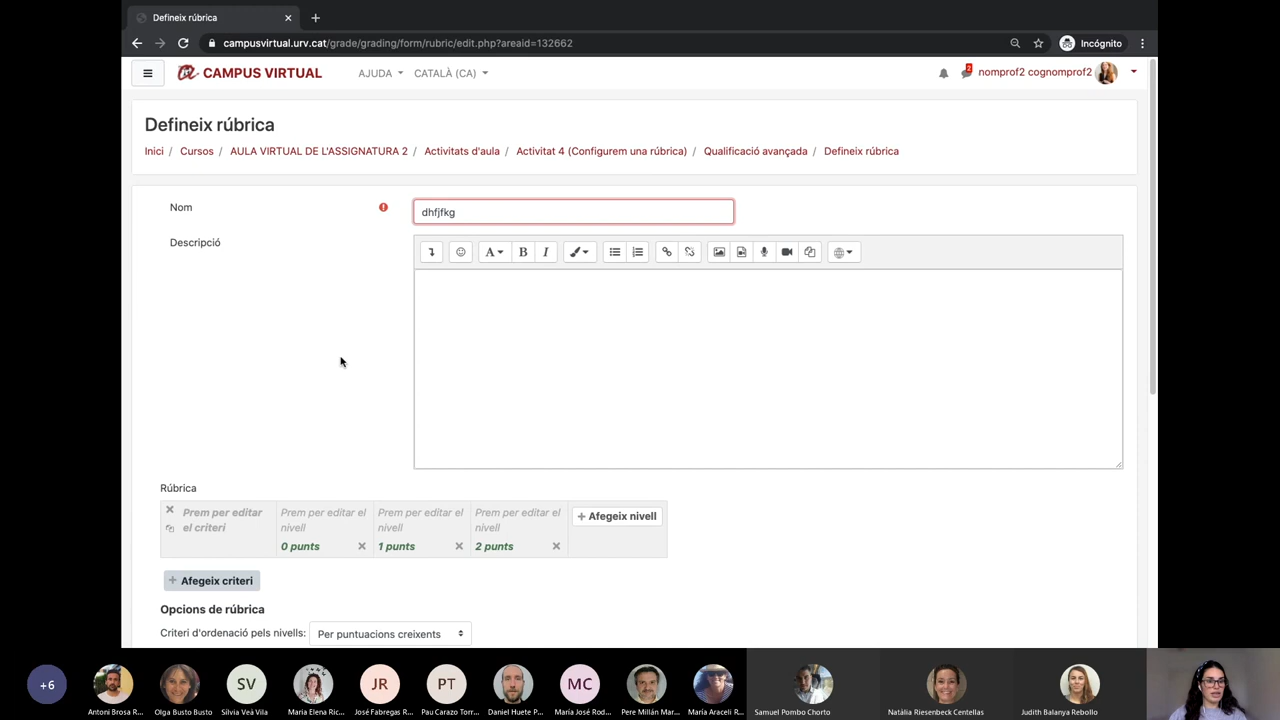 Defineix rúbrica
campusvirtual.urv.cat/grade/grading/form/rubric/edit.php?areaid=132662
Incógnito
CAMPUS VIRTUAL
AJUDA
CATALÀ (CA)
2
nomprof2 cognomprof2
Defineix rúbrica
Inici / Cursos / AULA VIRTUAL DE L'ASSIGNATURA 2 / Activitats d'aula / Activitat 4 (Configurem una rúbrica) / Qualificació avançada / Defineix rúbrica
Nom
dhfjfkg
Descripció
A B I
Rúbrica
Prem per editar el criteri
Prem per editar el nivell
0 punts
Prem per editar el nivell
1 punts
Prem per editar el nivell
2 punts
+ Afegeix nivell
+ Afegeix criteri
Opcions de rúbrica
Criteri d'ordenació pels nivells: Per puntuacions creixents
+6
SV
JR
PT
MC
Antoni Brosa R...
Olga Busto Busto
Silvia Veà Vila
Maria Elena Ric...
José Fabregas R...
Pau Carazo Torr...
Daniel Huete P...
María José Rod...
Pere Millán Mar...
María Araceli R...
Samuel Pombo Chorto
Natàlia Riesenbeck Centellas
Judith Balanya Rebollo